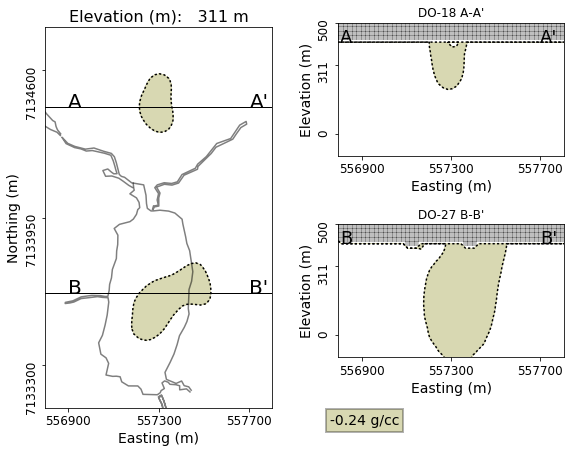 Elevation (m):   311 m
Northing (m)
7134600
7133950
7133300
A
A'
B
B'
556900
557300
557700
Easting (m)
DO-18 A-A'
Elevation (m)
500
311
0
A
A'
556900
557300
557700
Easting (m)
DO-27 B-B'
Elevation (m)
500
311
0
B
B'
556900
557300
557700
Easting (m)
-0.24 g/cc